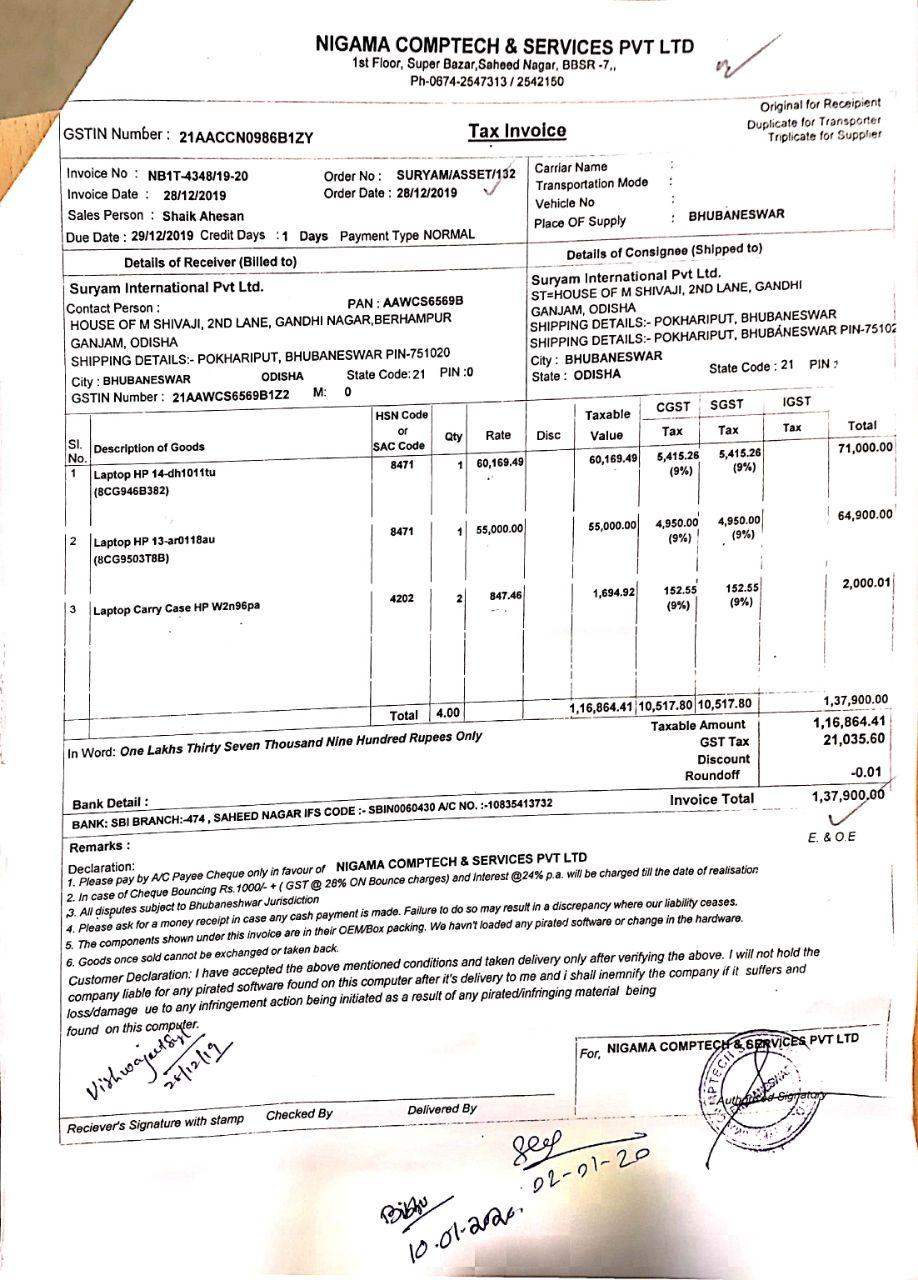 NIGAMA COMPTECH & SERVICES PVT LTD
1st Floor, Super Bazar,Saheed Nagar, BBSR -7,,
Ph-0674-2547313 / 2542150
Original for Receipient
Duplicate for Transporter
Triplicate for Supplier
GSTIN Number : 21AACCN0986B1ZY
Tax Invoice
Invoice No : NB1T-4348/19-20
Order No : SURYAM/ASSET/132
Invoice Date : 28/12/2019
Order Date : 28/12/2019
Sales Person : Shaik Ahesan
Due Date : 29/12/2019 Credit Days : 1 Days Payment Type NORMAL
Carriar Name :
Transportation Mode :
Vehicle No :
Place OF Supply : BHUBANESWAR
Details of Receiver (Billed to)
Suryam International Pvt Ltd.
Contact Person : PAN : AAWCS6569B
HOUSE OF M SHIVAJI, 2ND LANE, GANDHI NAGAR,BERHAMPUR
GANJAM, ODISHA
SHIPPING DETAILS:- POKHARIPUT, BHUBANESWAR PIN-751020
City : BHUBANESWAR ODISHA State Code: 21 PIN :0
GSTIN Number : 21AAWCS6569B1Z2 M: 0
Details of Consignee (Shipped to)
Suryam International Pvt Ltd.
ST=HOUSE OF M SHIVAJI, 2ND LANE, GANDHI
GANJAM, ODISHA
SHIPPING DETAILS:- POKHARIPUT, BHUBANESWAR
SHIPPING DETAILS:- POKHARIPUT, BHUBANESWAR PIN-75102
City : BHUBANESWAR
State : ODISHA State Code : 21 PIN :
Sl. No. Description of Goods HSN Code or SAC Code Qty Rate Disc Taxable Value CGST Tax SGST Tax IGST Tax Total
1 Laptop HP 14-dh1011tu 8471 1 60,169.49 60,169.49 5,415.26 5,415.26 71,000.00
(8CG946B382) (9%) (9%)
2 Laptop HP 13-ar0118au 8471 1 55,000.00 55,000.00 4,950.00 4,950.00 64,900.00
(8CG9503T8B) (9%) (9%)
3 Laptop Carry Case HP W2n96pa 4202 2 847.46 1,694.92 152.55 152.55 2,000.01
(9%) (9%)
Total 4.00 1,16,864.41 10,517.80 10,517.80 1,37,900.00
In Word: One Lakhs Thirty Seven Thousand Nine Hundred Rupees Only
Taxable Amount 1,16,864.41
GST Tax 21,035.60
Discount
Roundoff -0.01
Bank Detail :
BANK: SBI BRANCH:-474 , SAHEED NAGAR IFS CODE :- SBIN0060430 A/C NO. :-10835413732
Invoice Total 1,37,900.00
E. & O.E
Remarks :
Declaration:
1. Please pay by A/C Payee Cheque only in favour of NIGAMA COMPTECH & SERVICES PVT LTD
2. In case of Cheque Bouncing Rs.1000/- + ( GST @ 28% ON Bounce charges) and Interest @24% p.a. will be charged till the date of realisation
3. All disputes subject to Bhubaneshwar Jurisdiction
4. Please ask for a money receipt in case any cash payment is made. Failure to do so may result in a discrepancy where our liability ceases.
5. The components shown under this invoice are in their OEM/Box packing. We havn't loaded any pirated software or change in the hardware.
6. Goods once sold cannot be exchanged or taken back.
Customer Declaration: I have accepted the above mentioned conditions and taken delivery only after verifying the above. I will not hold the
company liable for any pirated software found on this computer after it's delivery to me and i shall inemnify the company if it suffers and
loss/damage ue to any infringement action being initiated as a result of any pirated/infringing material being
found on this computer.
28/12/19
For, NIGAMA COMPTECH & SERVICES PVT LTD
Authorised Signatory
Reciever's Signature with stamp Checked By Delivered By
02-01-20
10-01-2020.